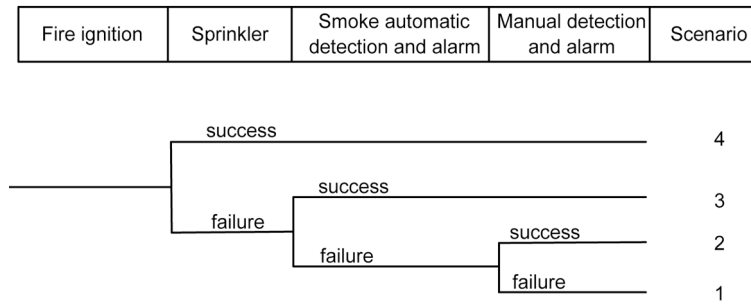 Fire ignition
Sprinkler
Smoke automatic
detection and alarm
Manual detection
and alarm
Scenario
success
4
success
3
failure
success
2
failure
failure
1